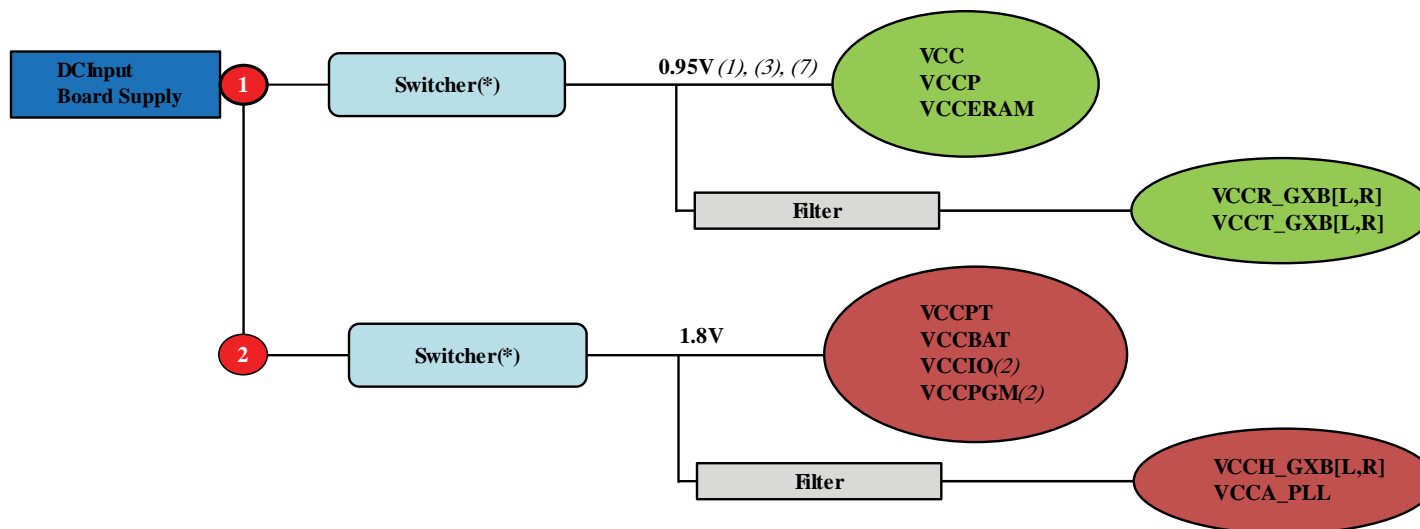 DCInput
Board Supply
1
Switcher(*)
0.95V (1), (3), (7)
VCC
VCCP
VCCERAM
Filter
VCCR_GXB[L,R]
VCCT_GXB[L,R]
2
Switcher(*)
1.8V
VCCPT
VCCBAT
VCCIO(2)
VCCPGM(2)
Filter
VCCH_GXB[L,R]
VCCA_PLL